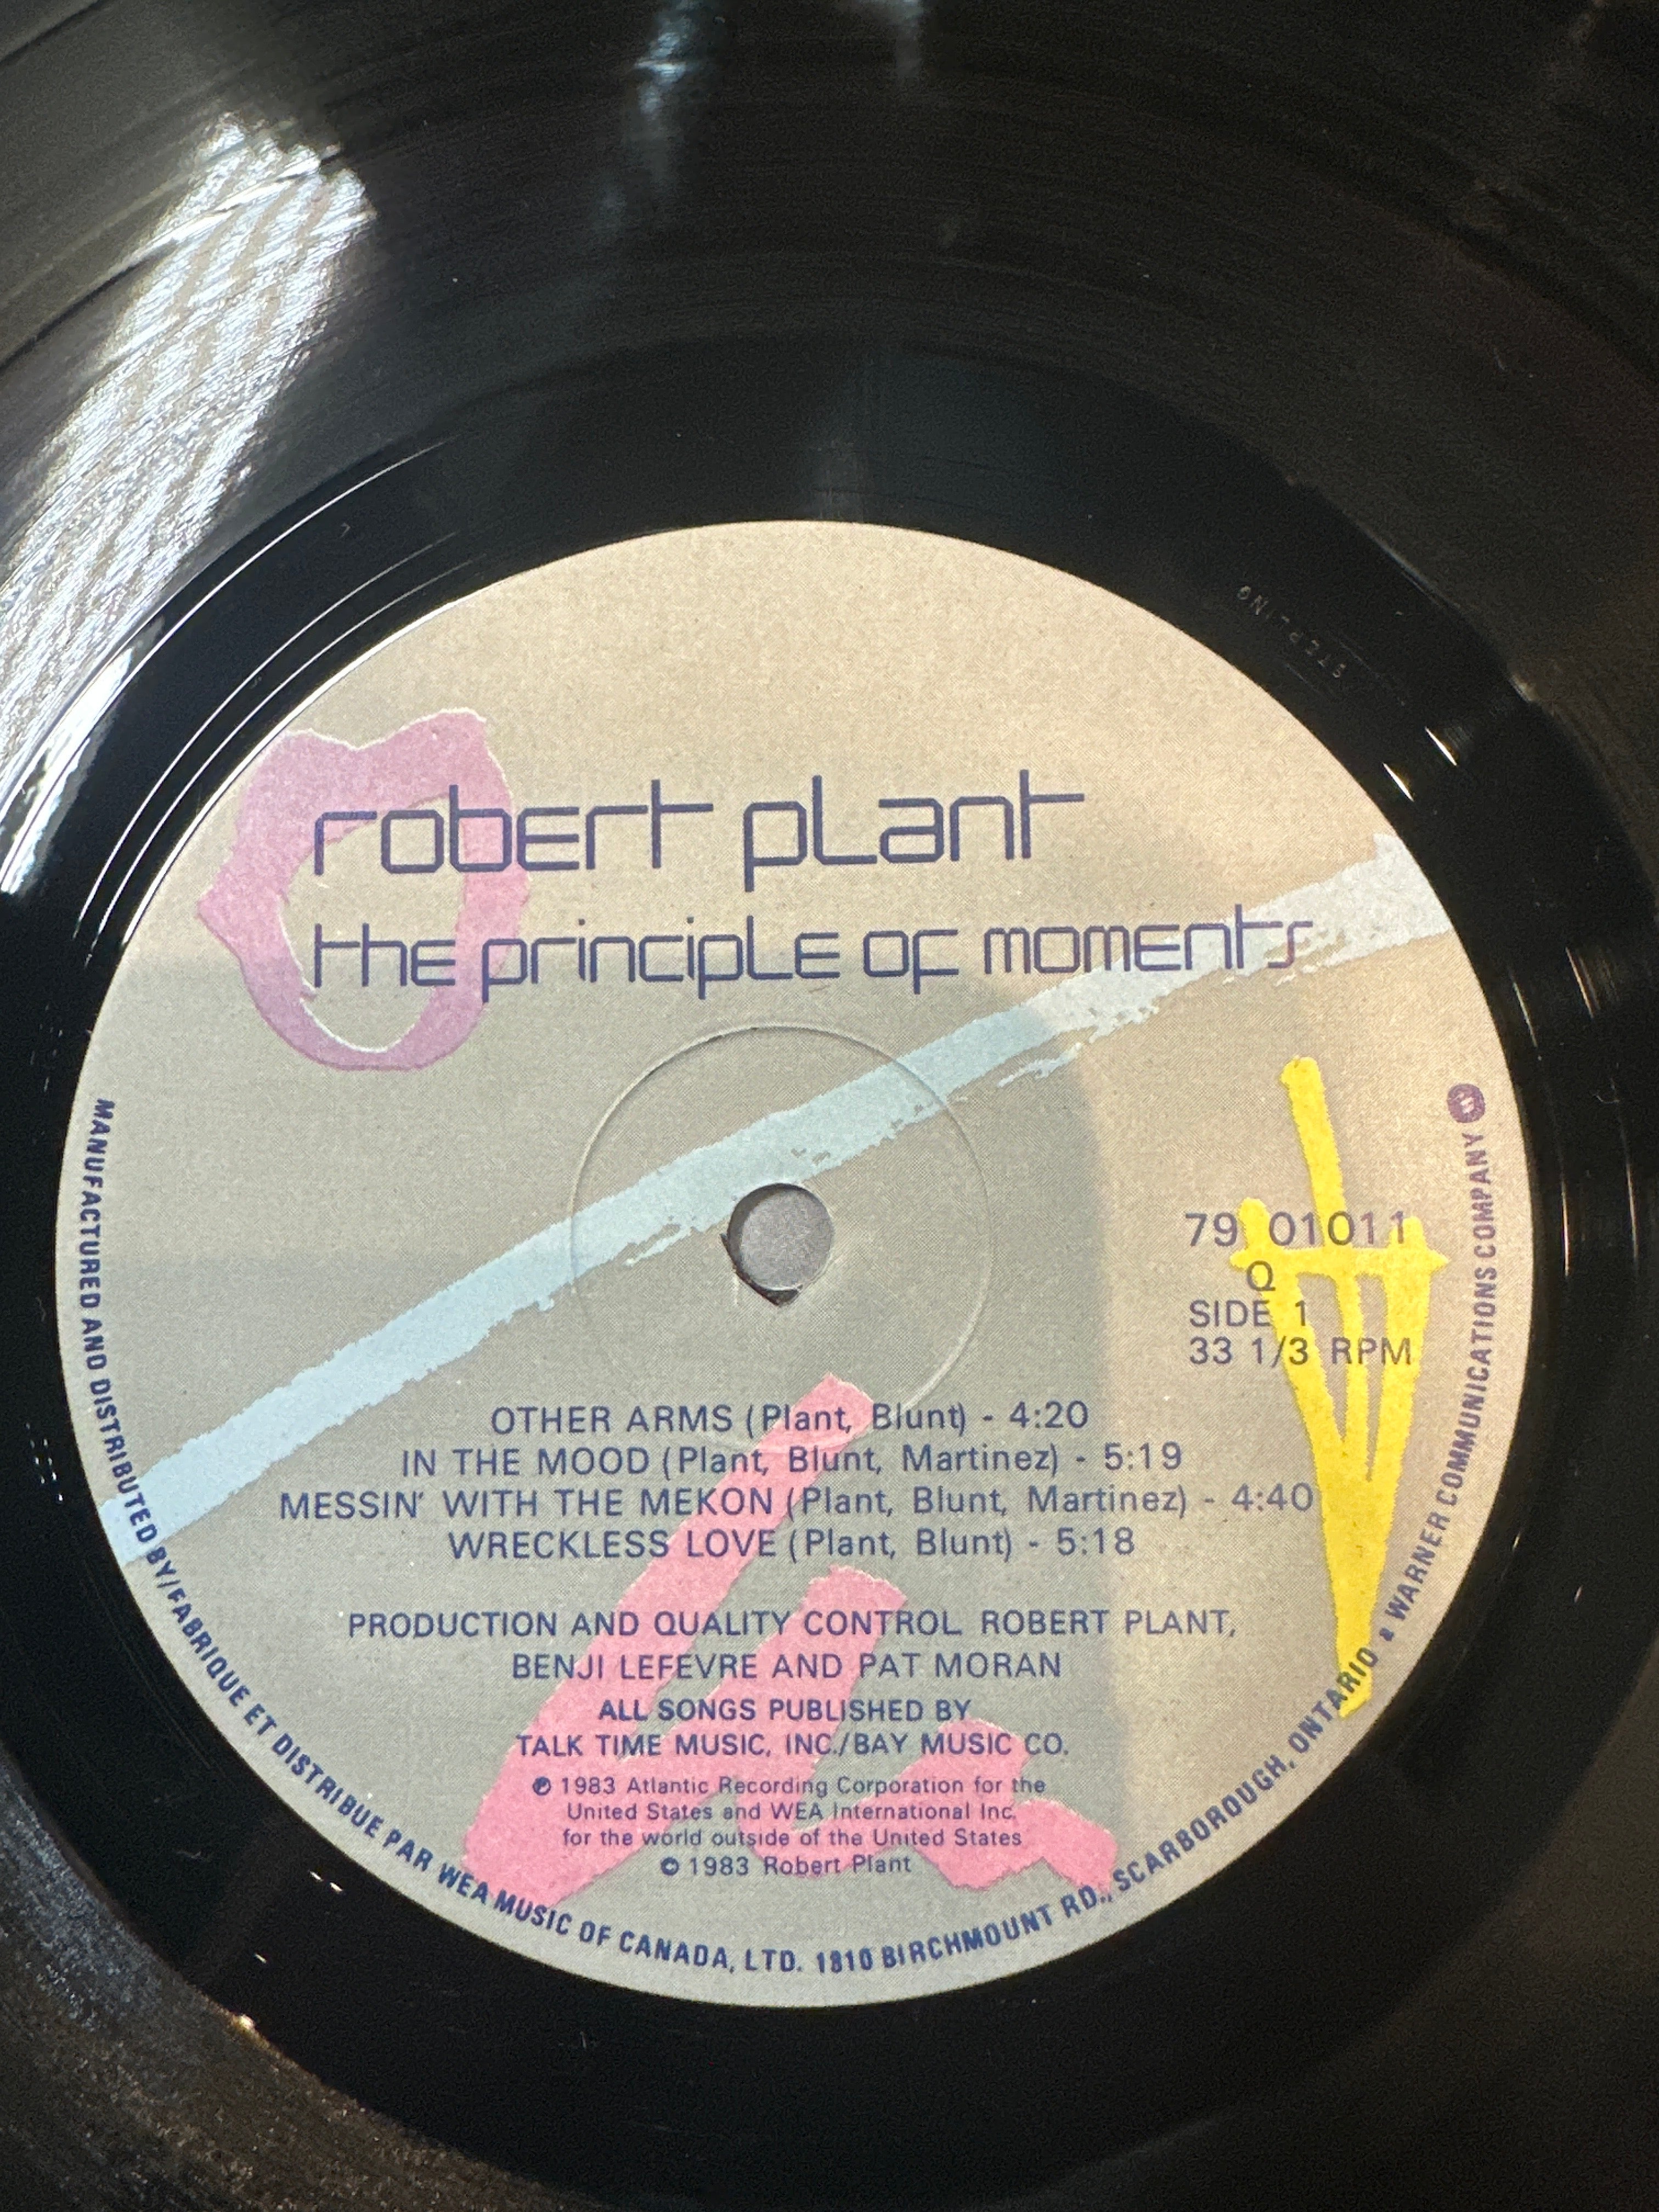 robert plant
the principle of moments
79 01011
Q
SIDE 1
33 1/3 RPM
OTHER ARMS (Plant, Blunt) - 4:20
IN THE MOOD (Plant, Blunt, Martinez) - 5:19
MESSIN' WITH THE MEKON (Plant, Blunt, Martinez) - 4:40
WRECKLESS LOVE (Plant, Blunt) - 5:18
PRODUCTION AND QUALITY CONTROL ROBERT PLANT,
BENJI LEFEVRE AND PAT MORAN
ALL SONGS PUBLISHED BY
TALK TIME MUSIC, INC./BAY MUSIC CO.
℗ 1983 Atlantic Recording Corporation for the
United States and WEA International Inc.
for the world outside of the United States
© 1983 Robert Plant
MANUFACTURED AND DISTRIBUTED BY/FABRIQUE ET DISTRIBUE PAR WEA MUSIC OF CANADA, LTD. 1810 BIRCHMOUNT RD., SCARBOROUGH, ONTARIO. a WARNER COMMUNICATIONS COMPANY